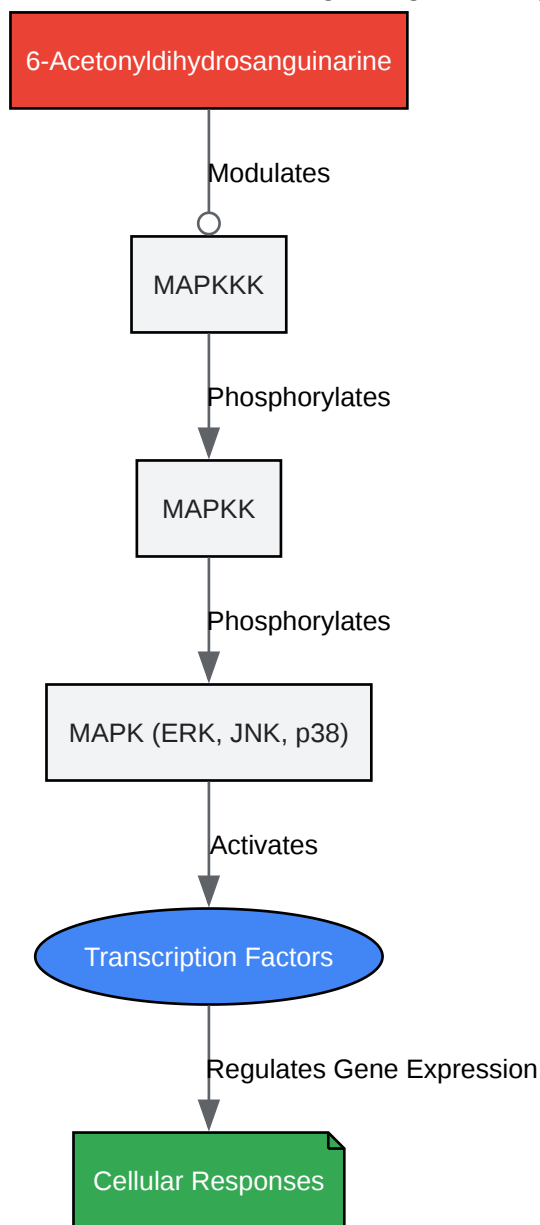 6-Acetonyldihydrosanguinarine
Modulates
MAPKKK
Phosphorylates
MAPKK
Phosphorylates
MAPK (ERK, JNK, p38)
Activates
Transcription Factors
Regulates Gene Expression
Cellular Responses